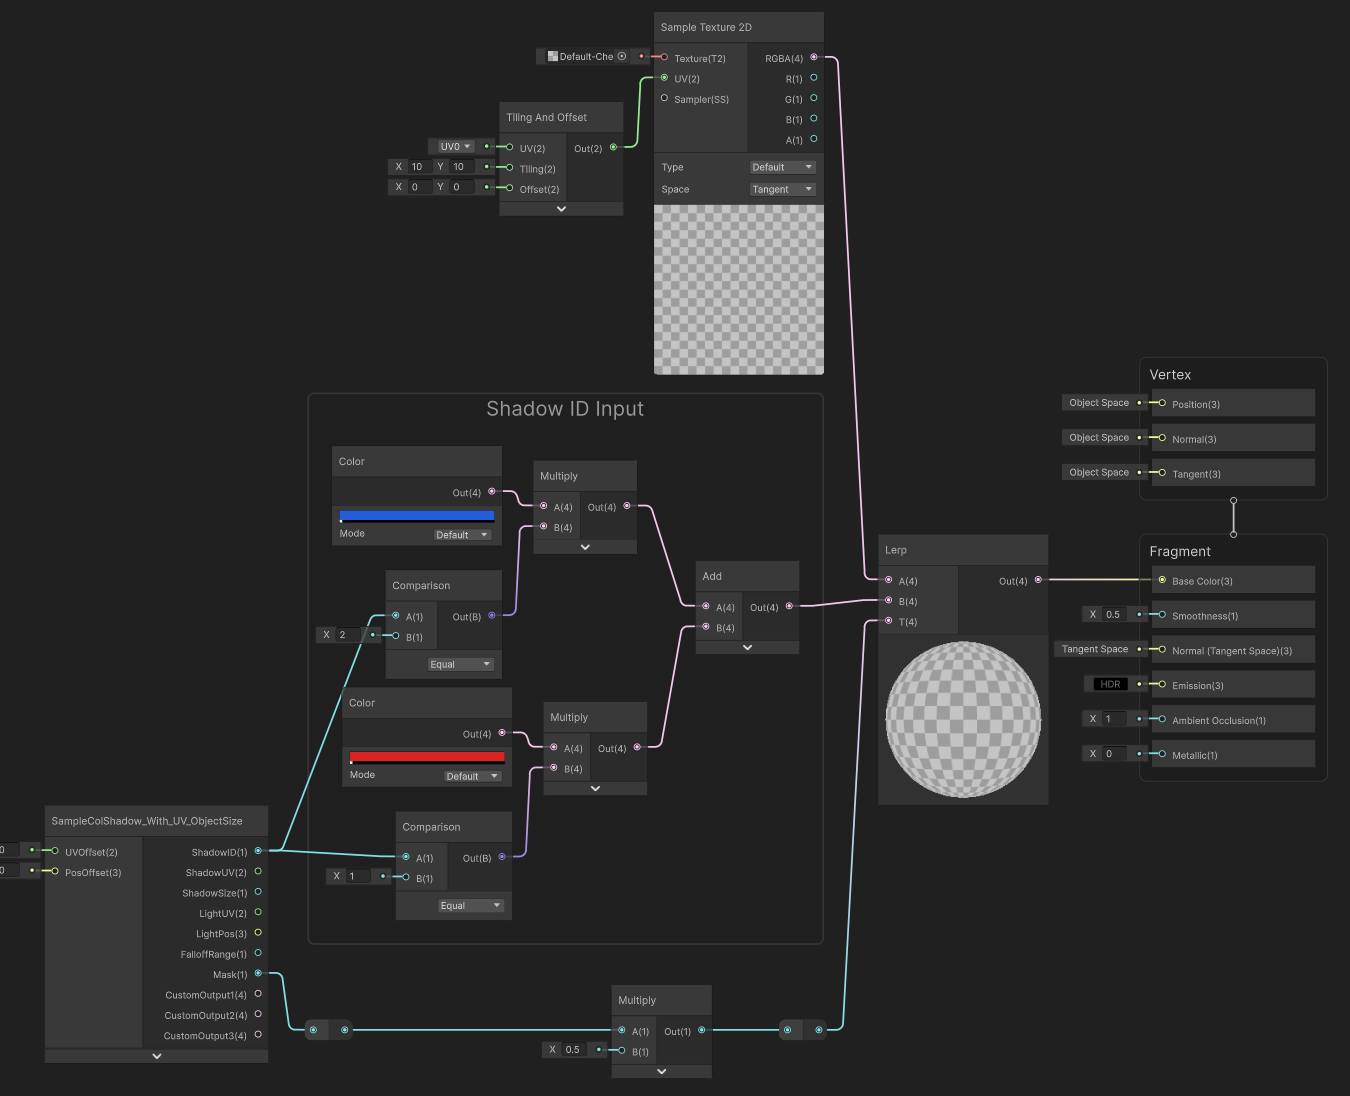 Sample Texture 2D
Default-Che
Texture(T2)
RGBA(4)
UV(2)
R(1)
Sampler(SS)
G(1)
B(1)
A(1)
Type
Default
Space
Tangent
Tiling And Offset
UV0
UV(2)
Out(2)
X 10 Y 10
Tiling(2)
X 0 Y 0
Offset(2)
Shadow ID Input
Color
Out(4)
Mode
Default
Multiply
A(4)
Out(4)
B(4)
Comparison
A(1)
Out(B)
X 2
B(1)
Equal
Color
Out(4)
Mode
Default
Multiply
A(4)
Out(4)
B(4)
Comparison
A(1)
Out(B)
X 1
B(1)
Equal
Add
A(4)
Out(4)
B(4)
Lerp
A(4)
Out(4)
B(4)
T(4)
Vertex
Object Space
Position(3)
Object Space
Normal(3)
Object Space
Tangent(3)
Fragment
Base Color(3)
X 0.5
Smoothness(1)
Tangent Space
Normal (Tangent Space)(3)
HDR
Emission(3)
X 1
Ambient Occlusion(1)
X 0
Metallic(1)
SampleColShadow_With_UV_ObjectSize
0
UVOffset(2)
ShadowID(1)
0
PosOffset(3)
ShadowUV(2)
ShadowSize(1)
LightUV(2)
LightPos(3)
FalloffRange(1)
Mask(1)
CustomOutput1(4)
CustomOutput2(4)
CustomOutput3(4)
Multiply
A(1)
Out(1)
X 0.5
B(1)